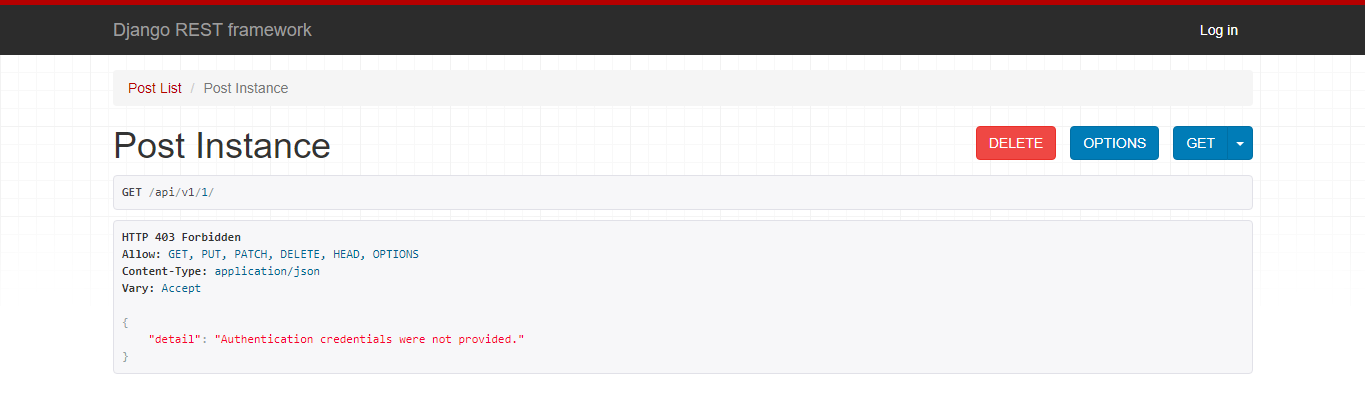 Django REST framework
Log in
Post List / Post Instance
Post Instance
DELETE
OPTIONS
GET
GET /api/v1/1/
HTTP 403 Forbidden
Allow: GET, PUT, PATCH, DELETE, HEAD, OPTIONS
Content-Type: application/json
Vary: Accept
{
    "detail": "Authentication credentials were not provided."
}